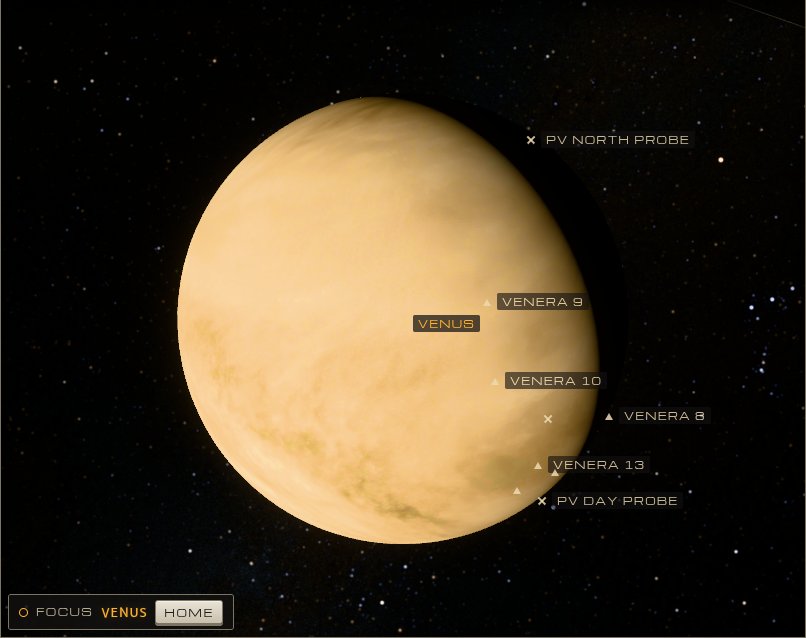 PV NORTH PROBE
VENERA 9
VENUS
VENERA 10
VENERA 8
VENERA 13
PV DAY PROBE
FOCUS VENUS HOME